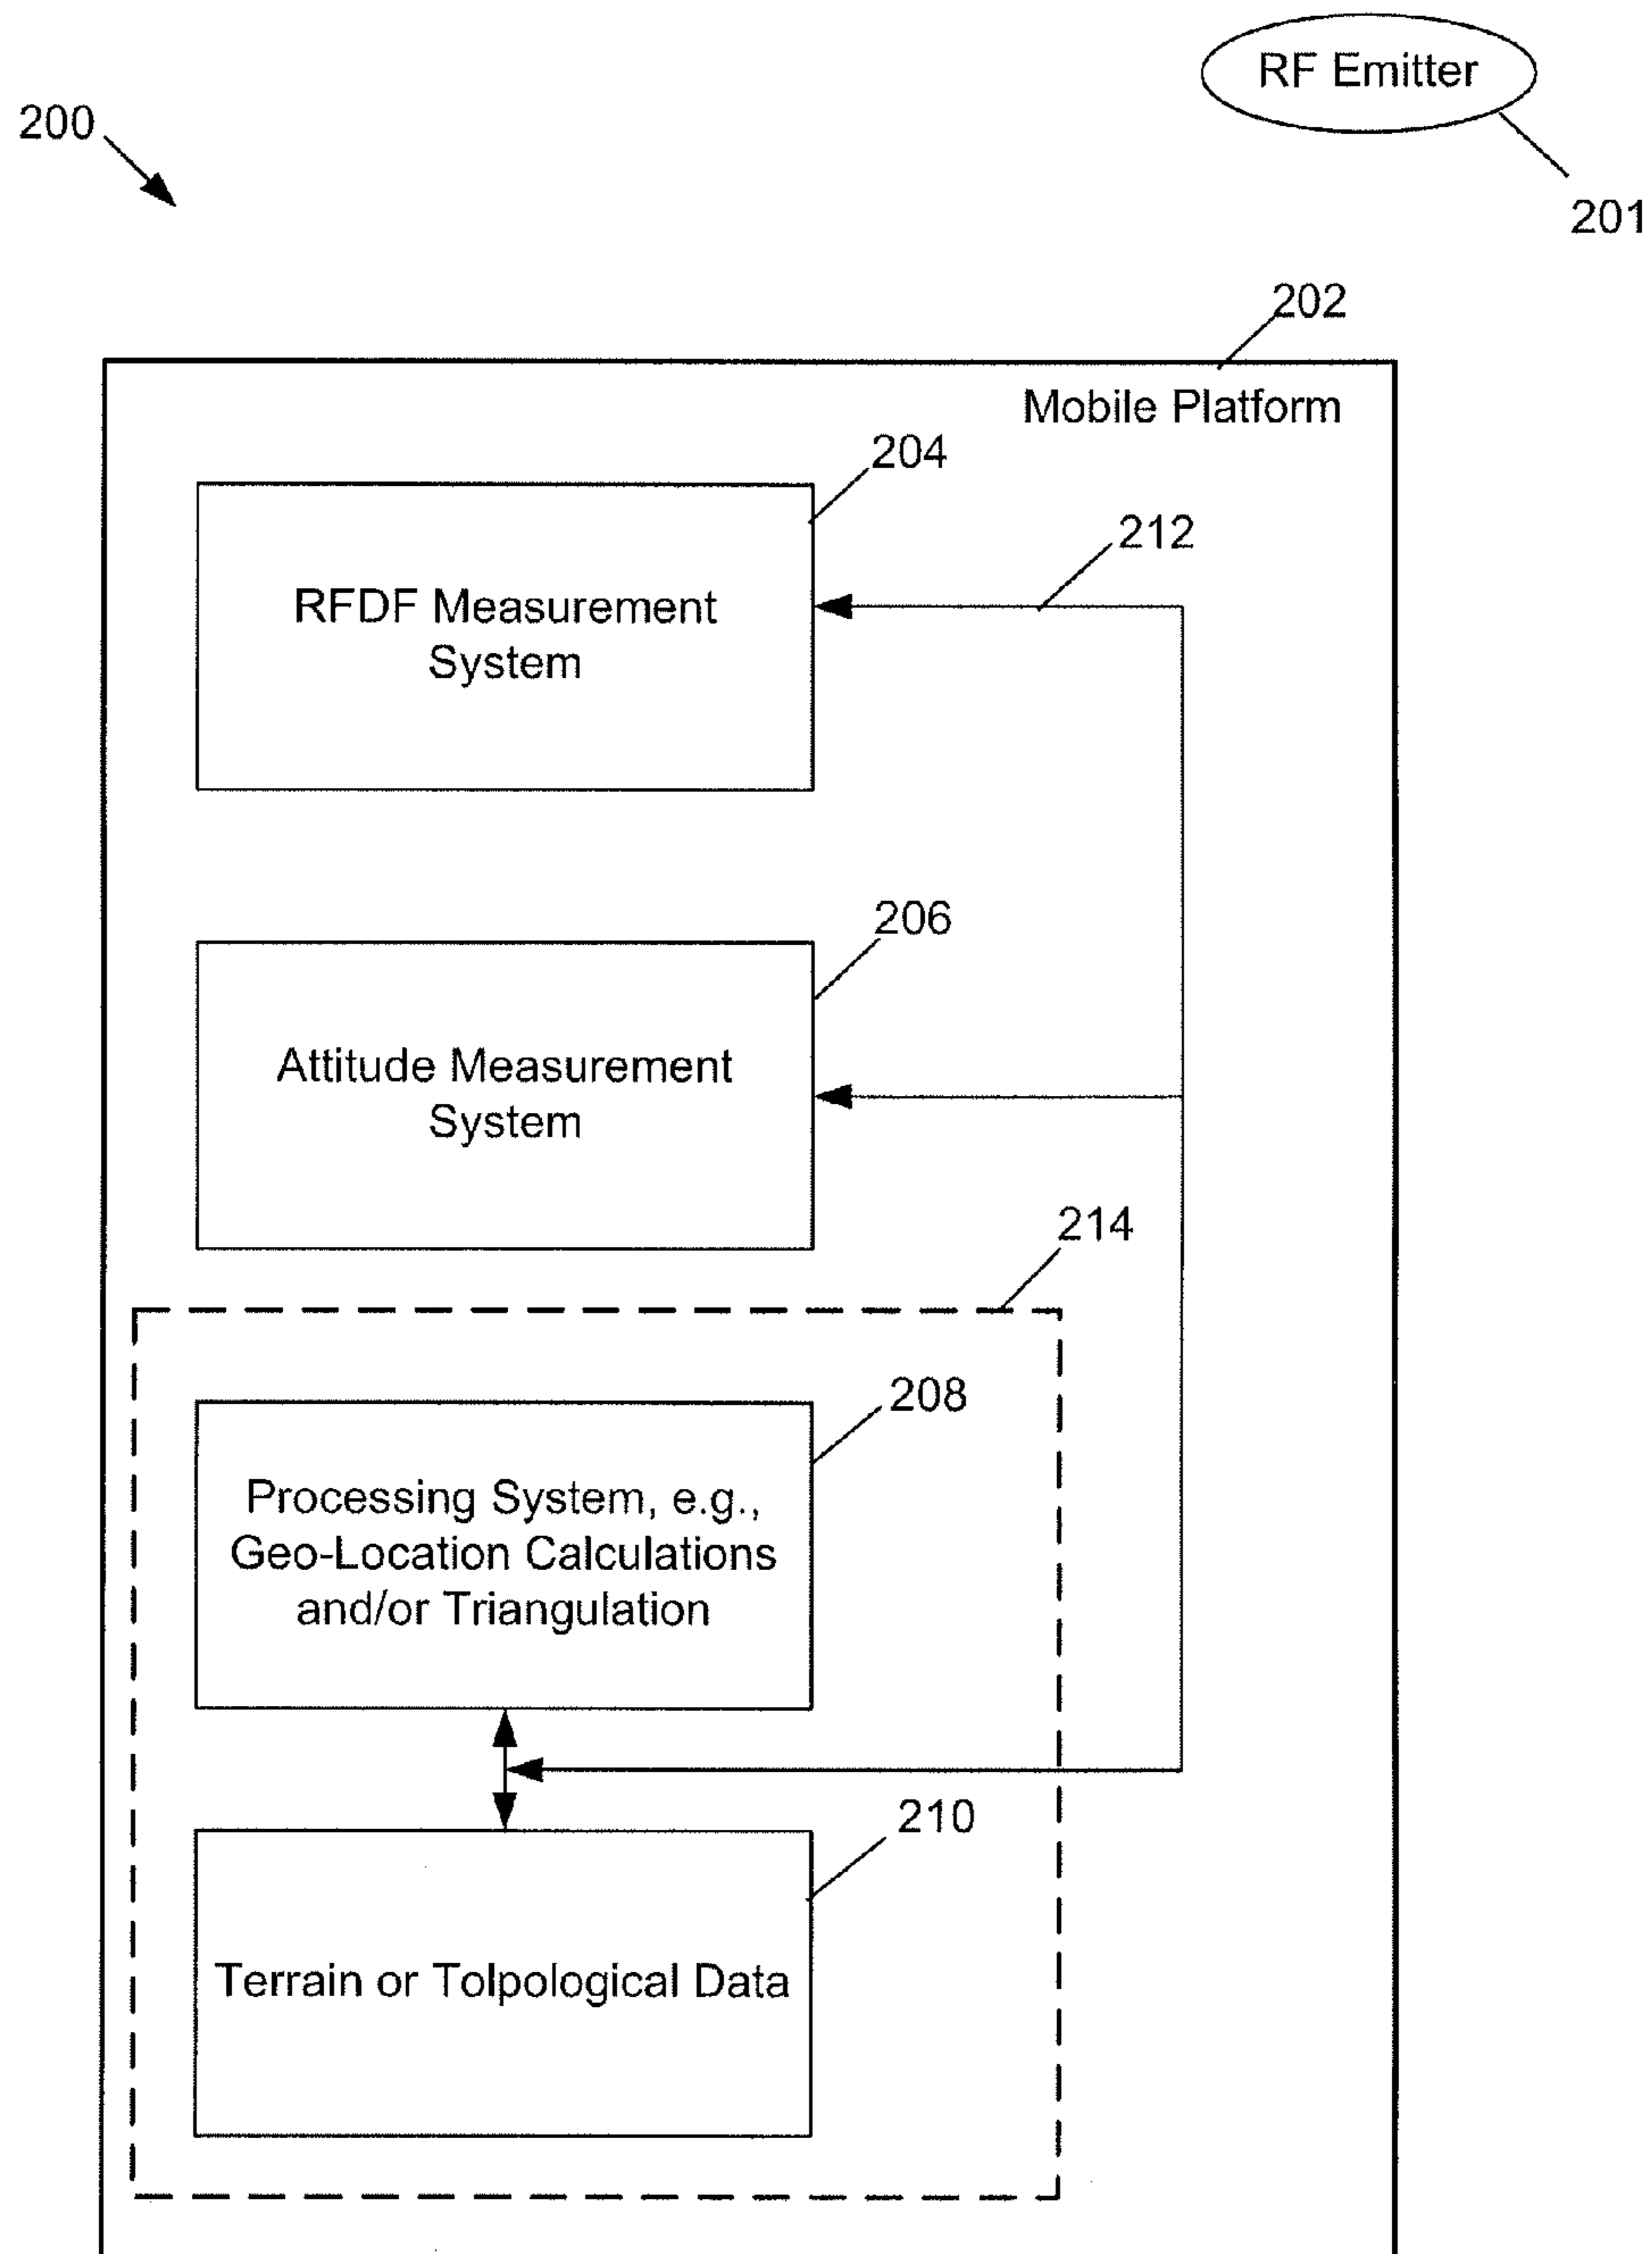 RF Emitter
200
201
202
Mobile Platform
204
212
RFDF Measurement
System
206
Attitude Measurement
System
214
208
Processing System, e.g.,
Geo-Location Calculations
and/or Triangulation
210
Terrain or Tolpological Data